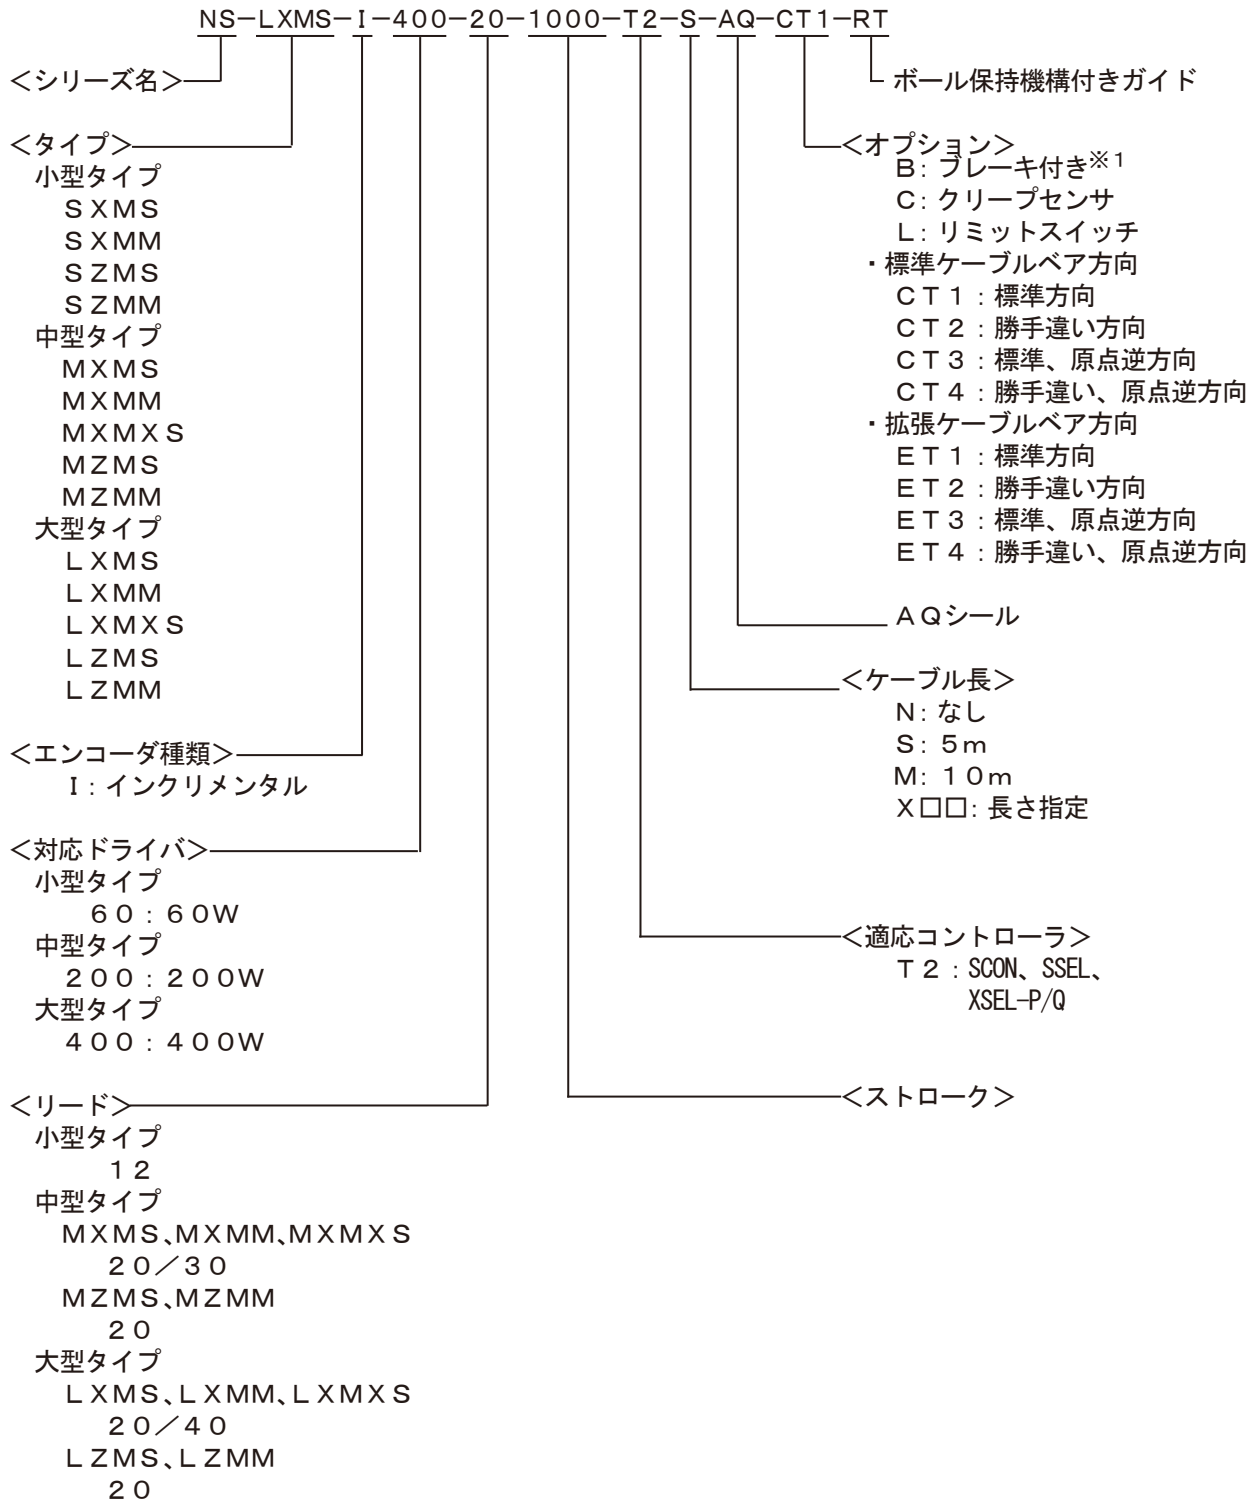 NS-LXMS-I-400-20-1000-T2-S-AQ-CT1-RT
＜シリーズ名＞
ボール保持機構付きガイド
＜タイプ＞
小型タイプ
ＳＸＭＳ
ＳＸＭＭ
ＳＺＭＳ
ＳＺＭＭ
中型タイプ
ＭＸＭＳ
ＭＸＭＭ
ＭＸＭＸＳ
ＭＺＭＳ
ＭＺＭＭ
大型タイプ
ＬＸＭＳ
ＬＸＭＭ
ＬＸＭＸＳ
ＬＺＭＳ
ＬＺＭＭ
＜エンコーダ種類＞
Ｉ：インクリメンタル
＜対応ドライバ＞
小型タイプ
６０：６０Ｗ
中型タイプ
２００：２００Ｗ
大型タイプ
４００：４００Ｗ
＜リード＞
小型タイプ
１２
中型タイプ
ＭＸＭＳ、ＭＸＭＭ、ＭＸＭＸＳ
２０／３０
ＭＺＭＳ、ＭＺＭＭ
２０
大型タイプ
ＬＸＭＳ、ＬＸＭＭ、ＬＸＭＸＳ
２０／４０
ＬＺＭＳ、ＬＺＭＭ
２０
＜オプション＞
Ｂ：ブレーキ付き※１
Ｃ：クリープセンサ
Ｌ：リミットスイッチ
・標準ケーブルベア方向
ＣＴ１：標準方向
ＣＴ２：勝手違い方向
ＣＴ３：標準、原点逆方向
ＣＴ４：勝手違い、原点逆方向
・拡張ケーブルベア方向
ＥＴ１：標準方向
ＥＴ２：勝手違い方向
ＥＴ３：標準、原点逆方向
ＥＴ４：勝手違い、原点逆方向
ＡＱシール
＜ケーブル長＞
Ｎ：なし
Ｓ：５ｍ
Ｍ：１０ｍ
Ｘ□□：長さ指定
＜適応コントローラ＞
Ｔ２：SCON、SSEL、
XSEL-P/Q
＜ストローク＞